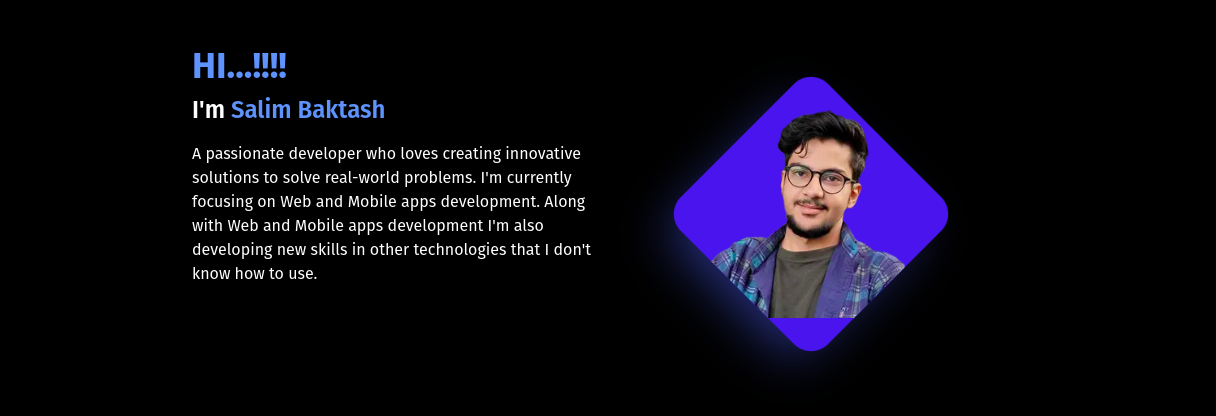 HI...!!!!
I'm Salim Baktash
A passionate developer who loves creating innovative
solutions to solve real-world problems. I'm currently
focusing on Web and Mobile apps development. Along
with Web and Mobile apps development I'm also
developing new skills in other technologies that I don't
know how to use.